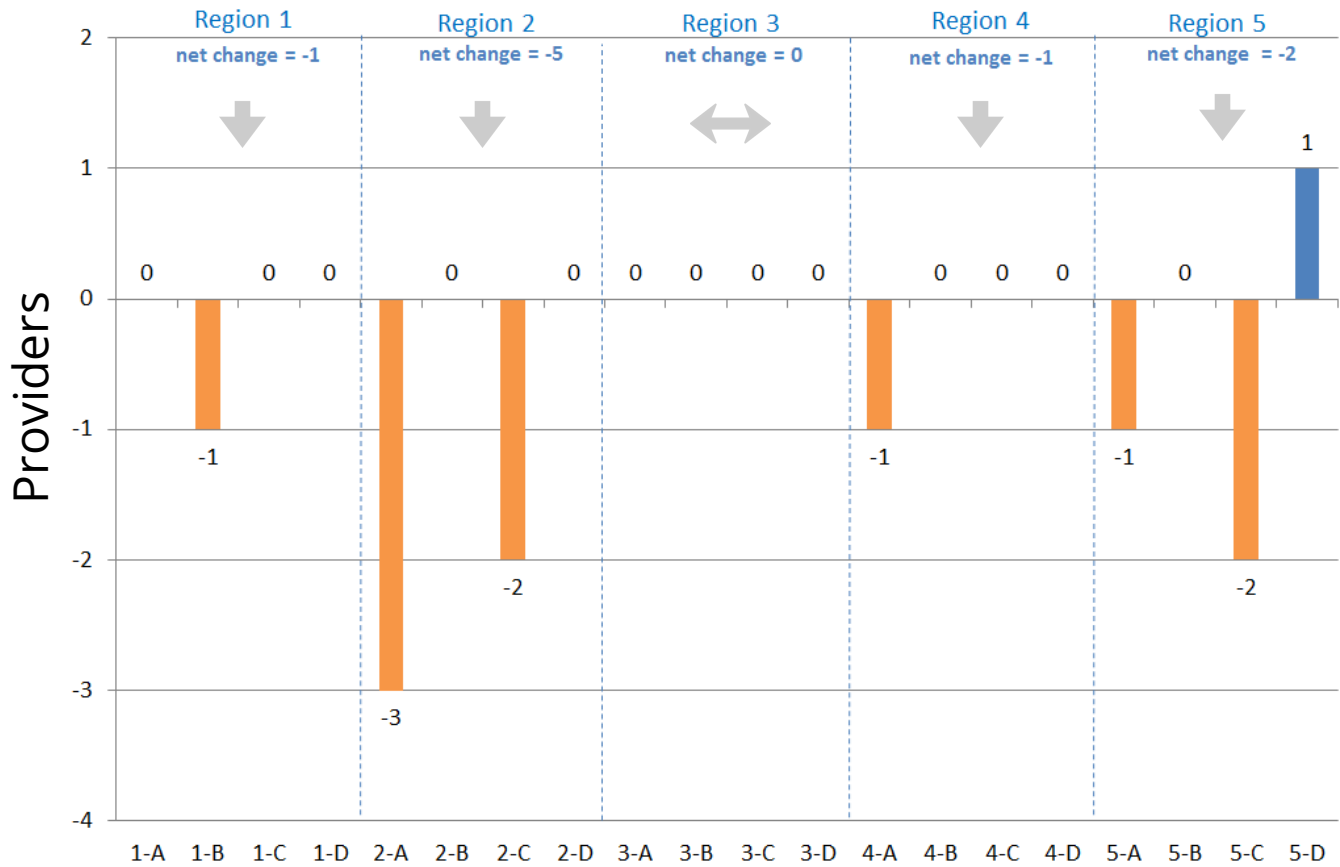 Region 1 Region 2 Region 3 Region 4 Region 5
net change = -1 net change = -5 net change = 0 net change = -1 net change = -2
2
1
0
-1
-2
-3
-4
Providers
0 -1 0 0 -3 0 -2 0 0 0 0 0 -1 0 0 0 -1 0 -2 1
1-A 1-B 1-C 1-D 2-A 2-B 2-C 2-D 3-A 3-B 3-C 3-D 4-A 4-B 4-C 4-D 5-A 5-B 5-C 5-D